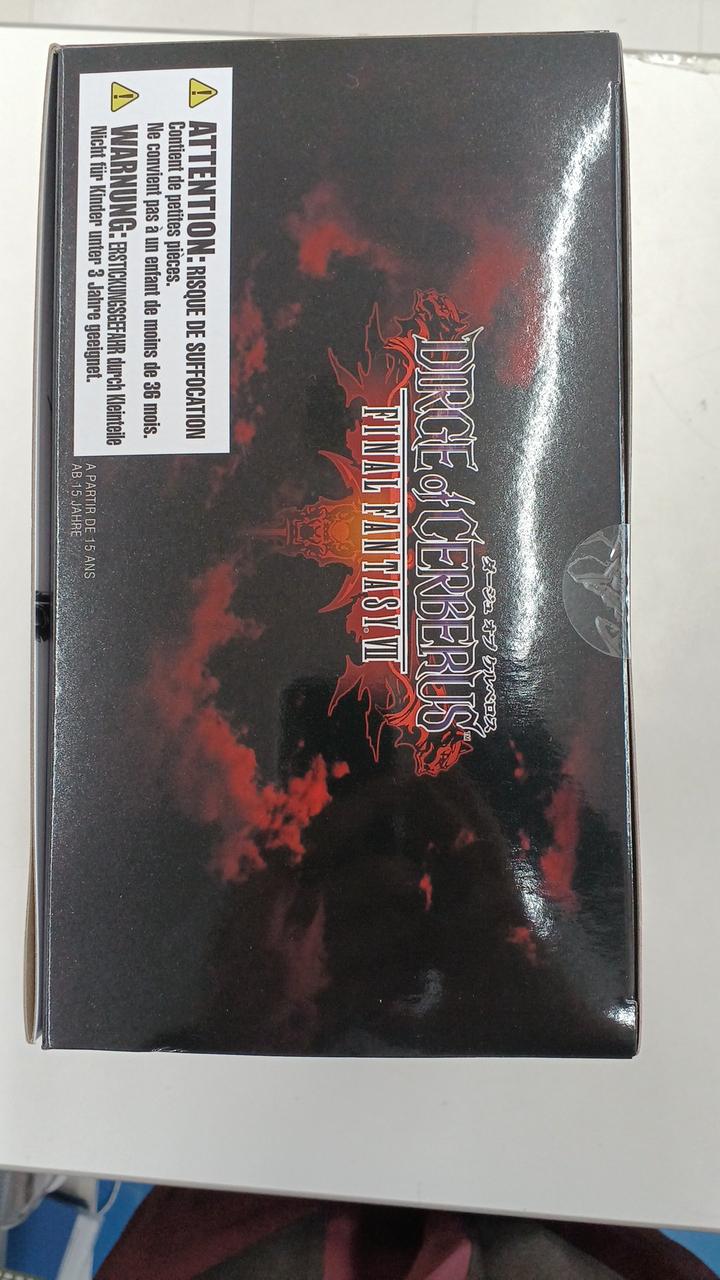 ダージュ オブ ケルベロス
DIRGE of CERBERUS™
FINAL FANTASY® VII
ATTENTION: RISQUE DE SUFFOCATION
Contient de petites pièces.
Ne convient pas à un enfant de moins de 36 mois.
WARNUNG: ERSTICKUNGSGEFAHR durch Kleinteile
Nicht für Kinder unter 3 Jahre geeignet.
A PARTIR DE 15 ANS
AB 15 JAHRE